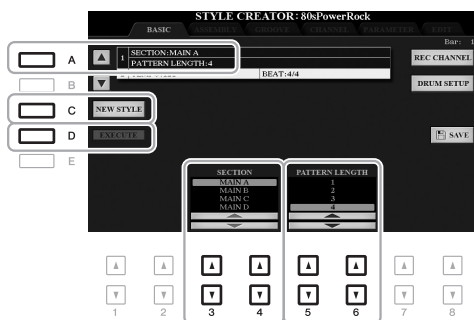 STYLE CREATOR: 80sPowerRock
BASIC ASSEMBLY GROOVE CHANNEL PARAMETER EDIT
Bar: 1
A
1 SECTION:MAIN A
PATTERN LENGTH:4
REC CHANNEL
B
BEAT:4/4
DRUM SETUP
C NEW STYLE
D EXECUTE
SAVE
E
SECTION PATTERN LENGTH
MAIN A 1
MAIN B 2
MAIN C 3
MAIN D 4
1 2 3 4 5 6 7 8